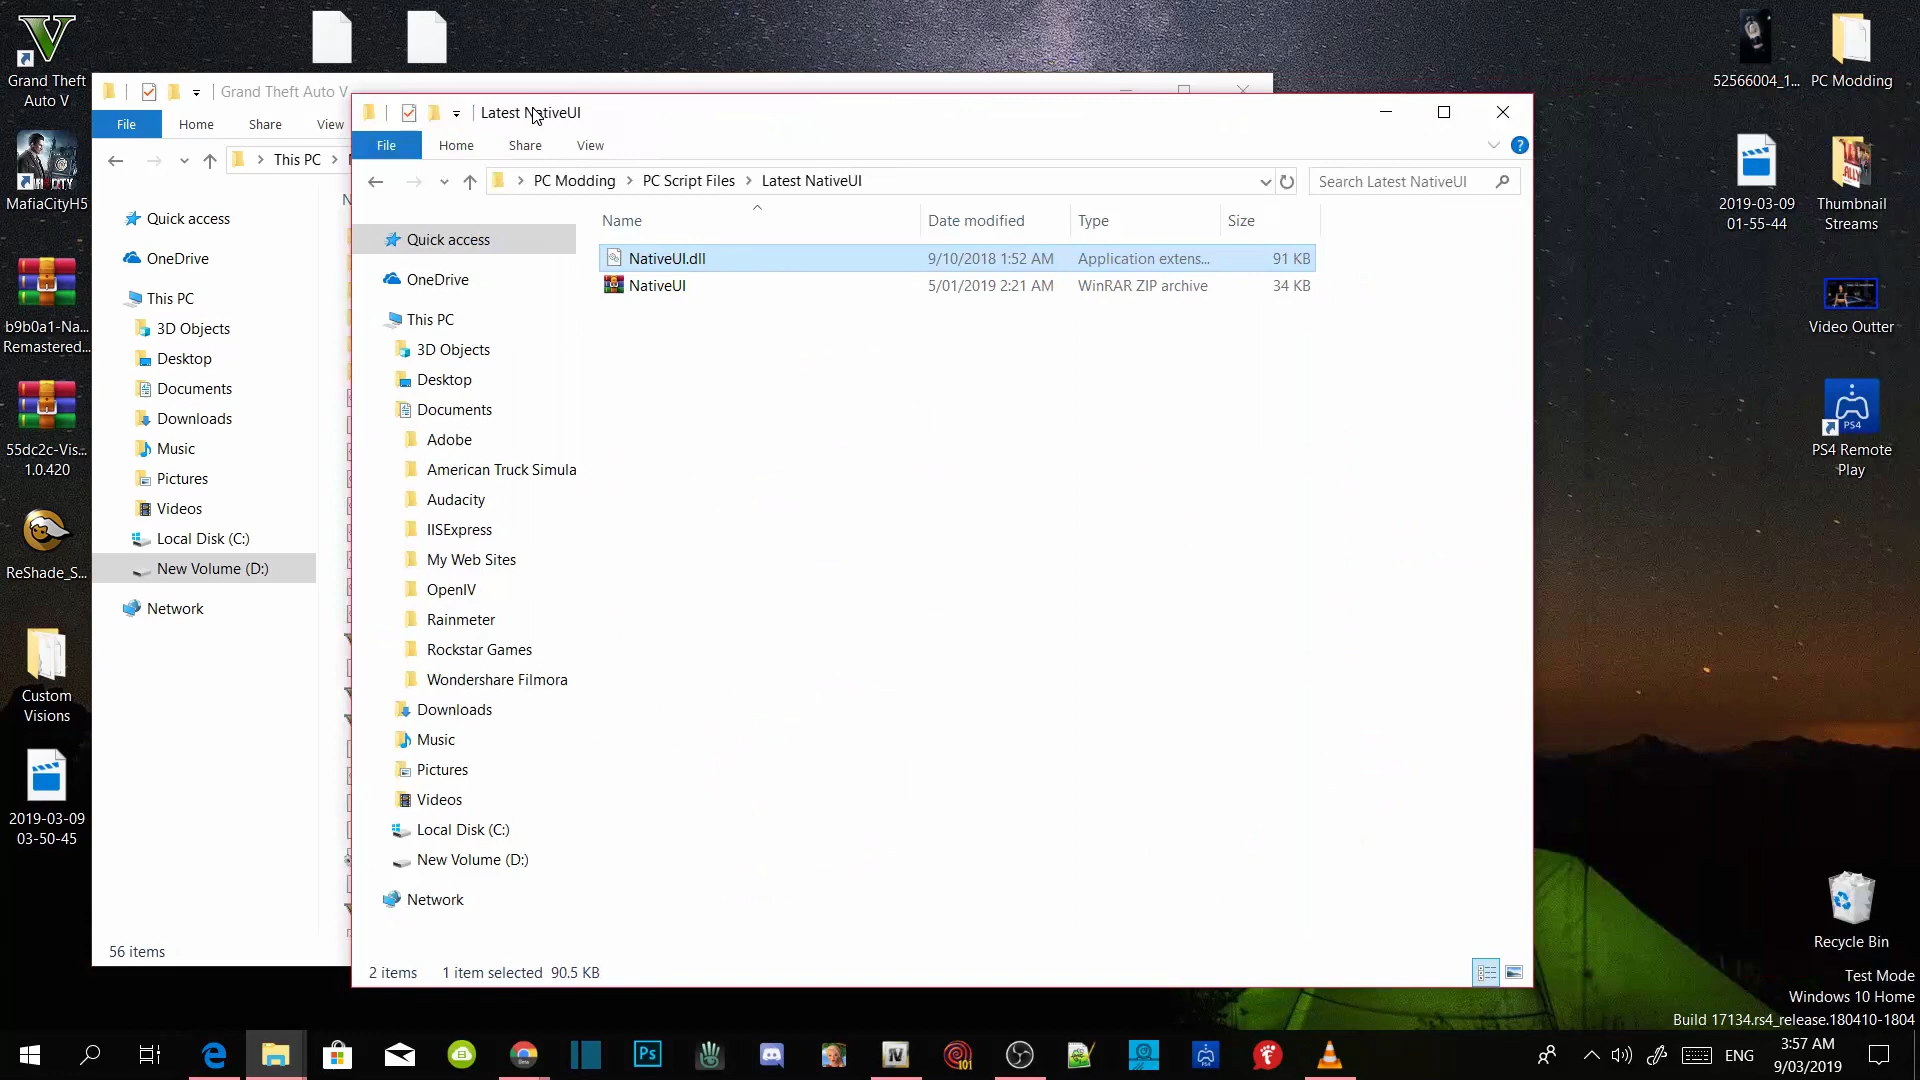 Grand Theft
Auto V
MafiaCityH5
b9b0a1-Na...
Remastered...
55dc2c-Vis...
1.0.420
ReShade_S...
Custom
Visions
2019-03-09
03-50-45
Grand Theft Auto V
File
Home
Share
View
This PC
Quick access
OneDrive
This PC
3D Objects
Desktop
Documents
Downloads
Music
Pictures
Videos
Local Disk (C:)
New Volume (D:)
Network
56 items
Latest NativeUI
File
Home
Share
View
PC Modding
PC Script Files
Latest NativeUI
Search Latest NativeUI
Name
Date modified
Type
Size
NativeUI.dll
9/10/2018 1:52 AM
Application extens...
91 KB
NativeUI
5/01/2019 2:21 AM
WinRAR ZIP archive
34 KB
Quick access
OneDrive
This PC
3D Objects
Desktop
Documents
Adobe
American Truck Simula
Audacity
IISExpress
My Web Sites
OpenIV
Rainmeter
Rockstar Games
Wondershare Filmora
Downloads
Music
Pictures
Videos
Local Disk (C:)
New Volume (D:)
Network
2 items
1 item selected 90.5 KB
52566004_1...
PC Modding
2019-03-09
01-55-44
Thumbnail
Streams
Video Outter
PS4
PS4 Remote
Play
Recycle Bin
Test Mode
Windows 10 Home
Build 17134.rs4_release.180410-1804
Ps
101
ENG
3:57 AM
9/03/2019